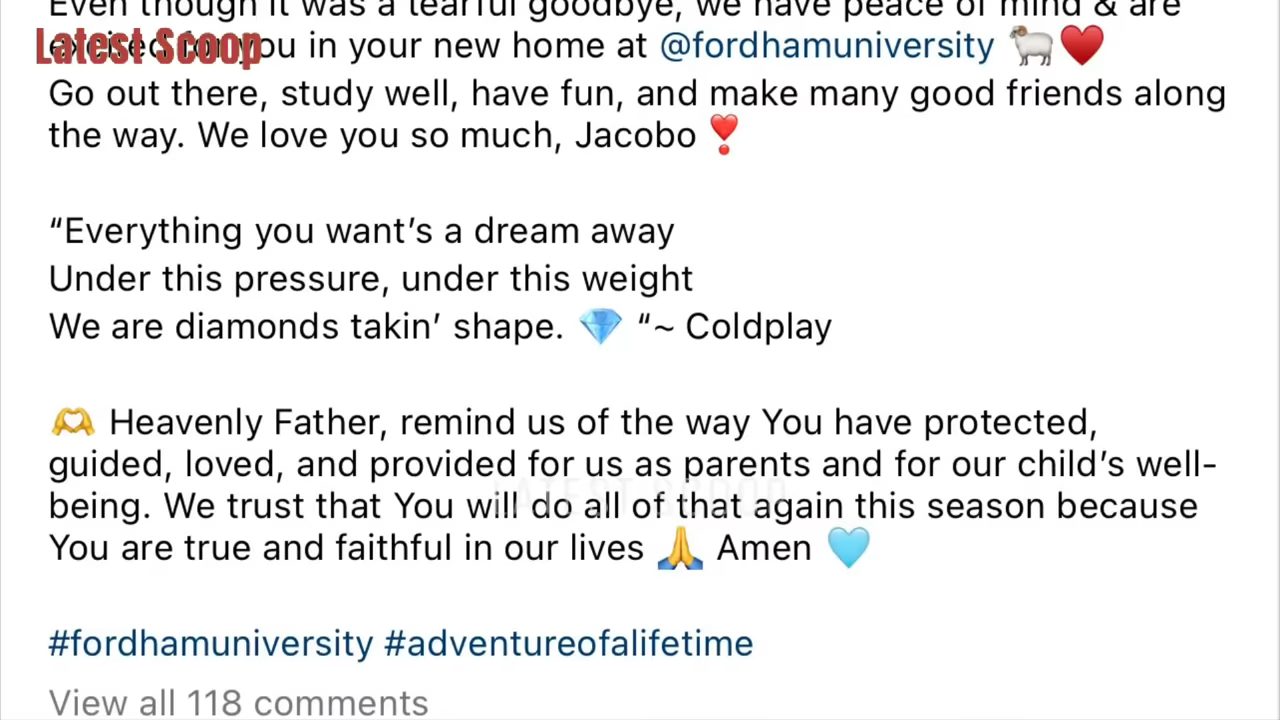 Even though it was a tearful goodbye, we have peace of mind & are
Latest Scoop
excited for you in your new home at @fordhamuniversity 🐏♥️
Go out there, study well, have fun, and make many good friends along
the way. We love you so much, Jacobo ❣️
“Everything you want’s a dream away
Under this pressure, under this weight
We are diamonds takin’ shape. 💎 “~ Coldplay
🫶 Heavenly Father, remind us of the way You have protected,
guided, loved, and provided for us as parents and for our child’s well-
being. We trust that You will do all of that again this season because
LATEST SCOOP
You are true and faithful in our lives 🙏 Amen 🩵
#fordhamuniversity #adventureofalifetime
View all 118 comments